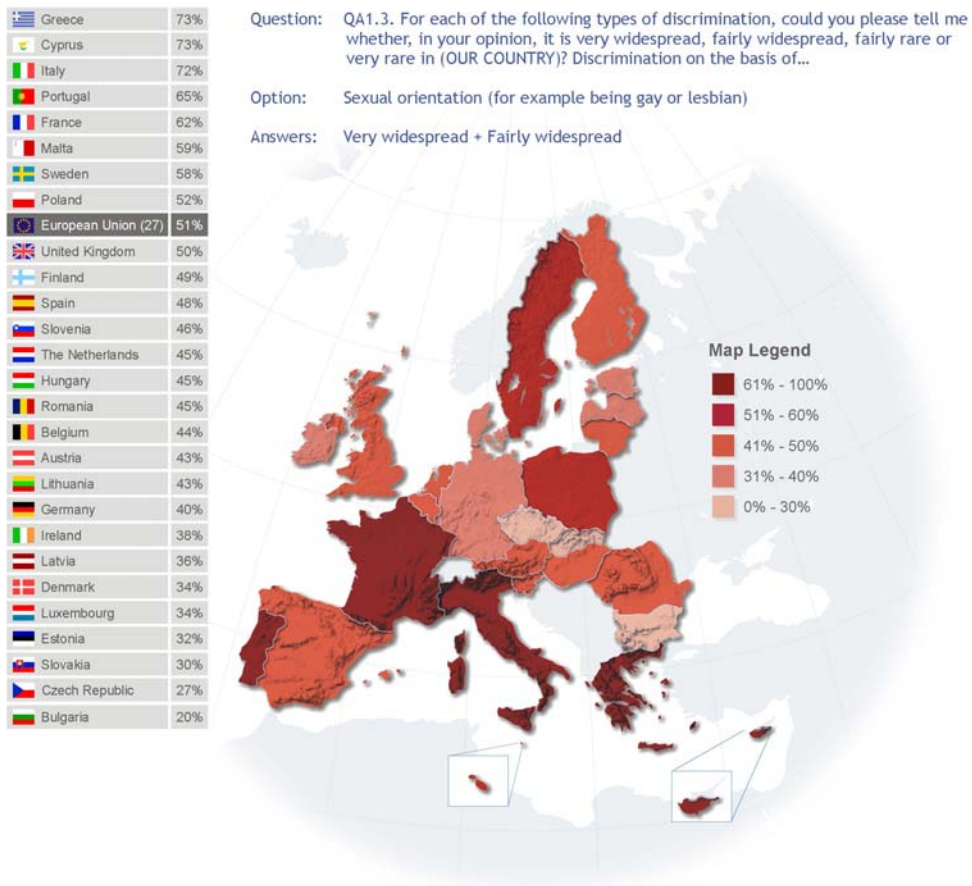 Greece 73%
Cyprus 73%
Italy 72%
Portugal 65%
France 62%
Malta 59%
Sweden 58%
Poland 52%
European Union (27) 51%
United Kingdom 50%
Finland 49%
Spain 48%
Slovenia 46%
The Netherlands 45%
Hungary 45%
Romania 45%
Belgium 44%
Austria 43%
Lithuania 43%
Germany 40%
Ireland 38%
Latvia 36%
Denmark 34%
Luxembourg 34%
Estonia 32%
Slovakia 30%
Czech Republic 27%
Bulgaria 20%
Question: QA1.3. For each of the following types of discrimination, could you please tell me
whether, in your opinion, it is very widespread, fairly widespread, fairly rare or
very rare in (OUR COUNTRY)? Discrimination on the basis of...
Option: Sexual orientation (for example being gay or lesbian)
Answers: Very widespread + Fairly widespread
Map Legend
61% - 100%
51% - 60%
41% - 50%
31% - 40%
0% - 30%